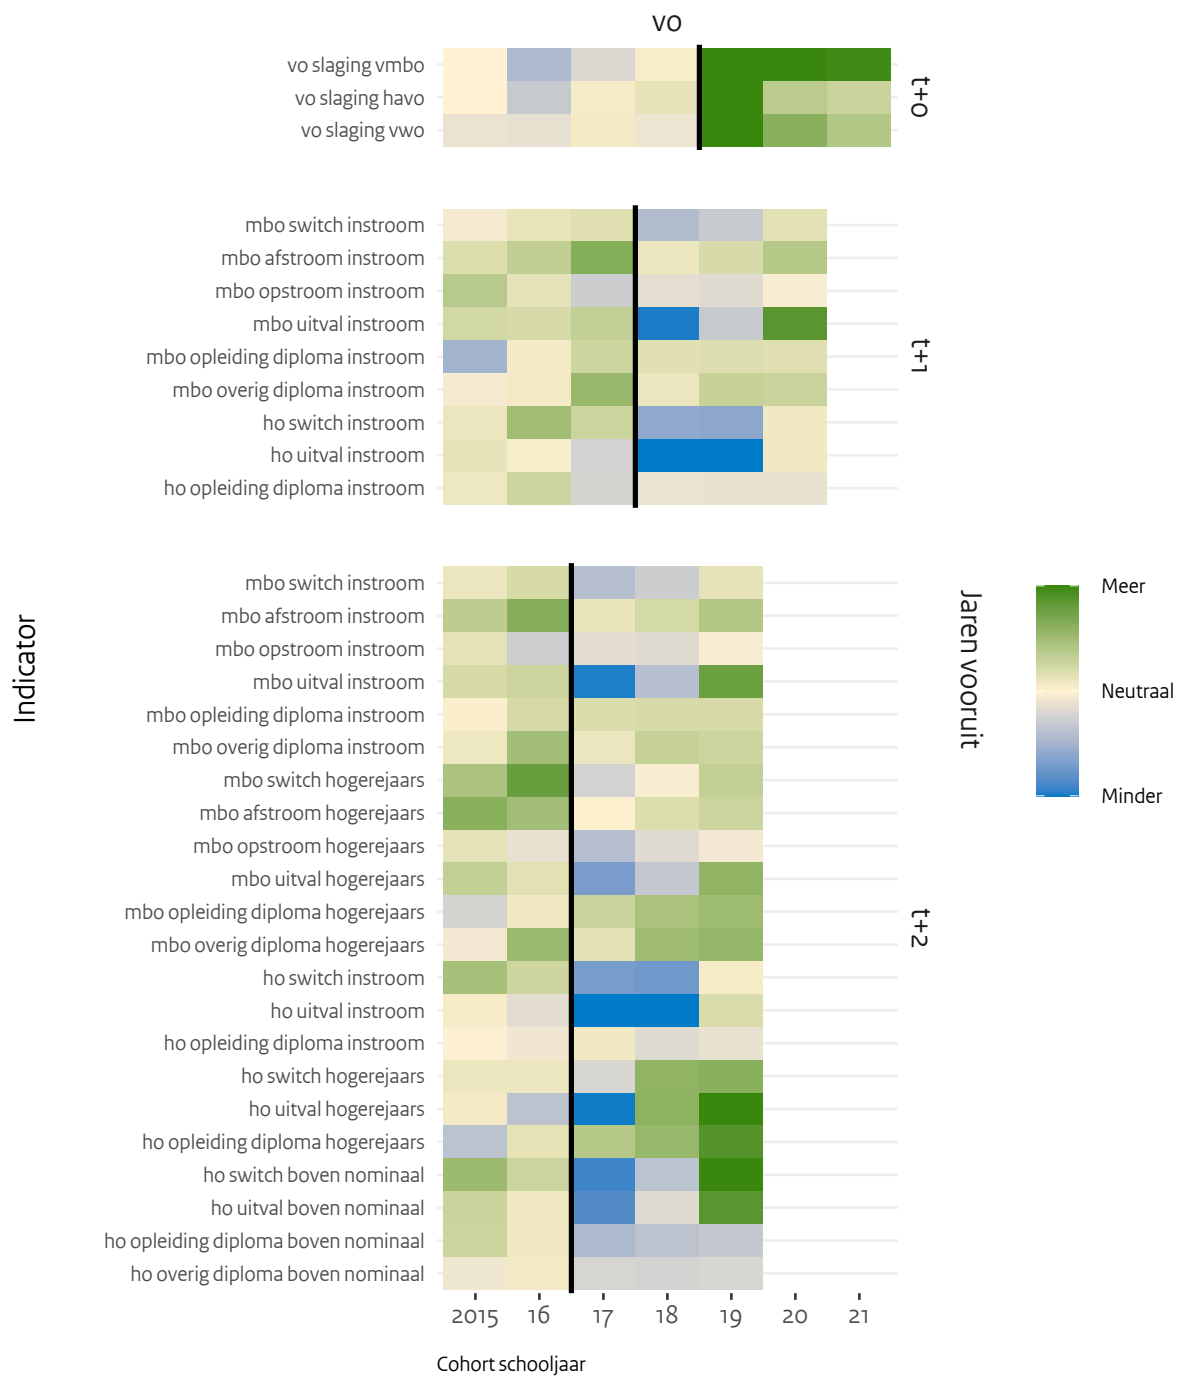 vo
vo slaging vmbo
vo slaging havo
vo slaging vwo
t+0
mbo switch instroom
mbo afstroom instroom
mbo opstroom instroom
mbo uitval instroom
mbo opleiding diploma instroom
mbo overig diploma instroom
ho switch instroom
ho uitval instroom
ho opleiding diploma instroom
t+1
mbo switch instroom
mbo afstroom instroom
mbo opstroom instroom
mbo uitval instroom
mbo opleiding diploma instroom
mbo overig diploma instroom
mbo switch hogerejaars
mbo afstroom hogerejaars
mbo opstroom hogerejaars
mbo uitval hogerejaars
mbo opleiding diploma hogerejaars
mbo overig diploma hogerejaars
ho switch instroom
ho uitval instroom
ho opleiding diploma instroom
ho switch hogerejaars
ho uitval hogerejaars
ho opleiding diploma hogerejaars
ho switch boven nominaal
ho uitval boven nominaal
ho opleiding diploma boven nominaal
ho overig diploma boven nominaal
t+2
Indicator
Jaren vooruit
Meer
Neutraal
Minder
2015 16 17 18 19 20 21
Cohort schooljaar